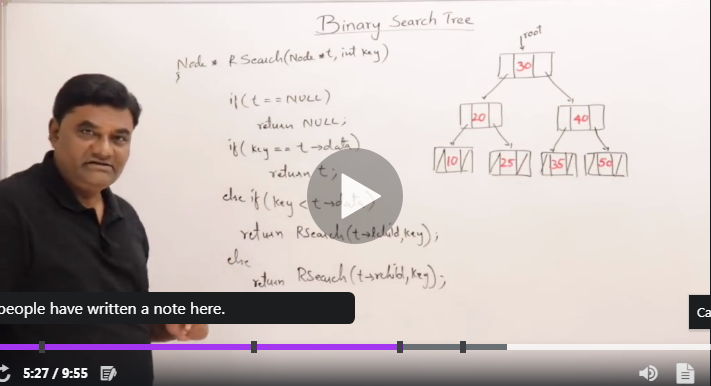 Binary Search Tree
Node * RSearch(Node *t, int key)
{
if(t==NULL)
return NULL;
if(key == t→data)
return t;
else if(key < t→data)
return RSearch(t→lchild,key);
else
return RSearch(t→rchild,key);
root
30
20
40
10
25
35
50
people have written a note here.
Ca
5:27 / 9:55